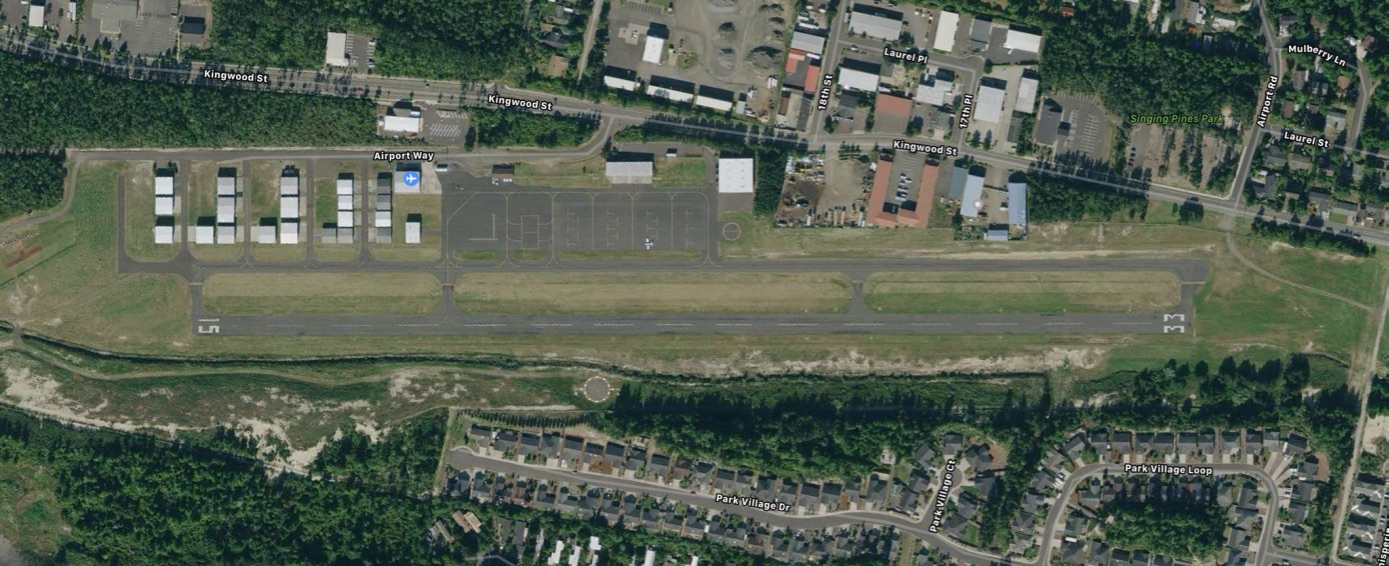 Mulberry Ln
Kingwood St
Laurel Pl
18th St
17th Pl
Airport Rd
Kingwood St
Singing Pines Park
Laurel St
Kingwood St
Airport Way
15
33
Park Village Loop
Park Village Ct
Park Village Dr